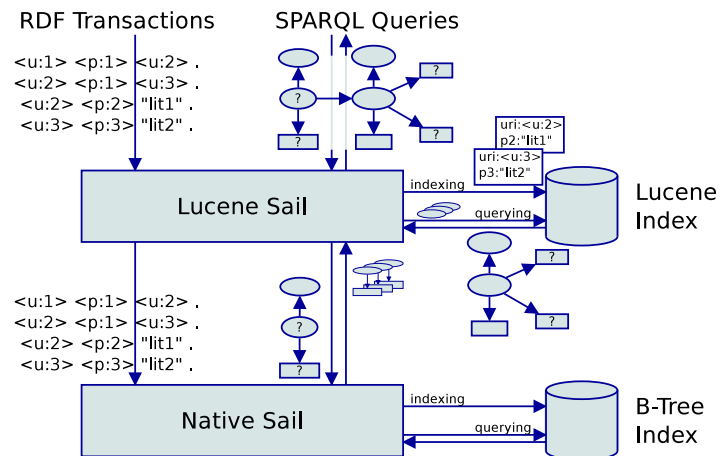 RDF Transactions
SPARQL Queries
<u:1> <p:1> <u:2> .
<u:2> <p:1> <u:3> .
<u:2> <p:2> "lit1" .
<u:3> <p:3> "lit2" .
?
?
?
?
uri:<u:2>
p2:"lit1"
uri:<u:3>
p3:"lit2"
Lucene Sail
indexing
querying
Lucene
Index
?
?
<u:1> <p:1> <u:2> .
<u:2> <p:1> <u:3> .
<u:2> <p:2> "lit1" .
<u:3> <p:3> "lit2" .
?
?
Native Sail
indexing
querying
B-Tree
Index